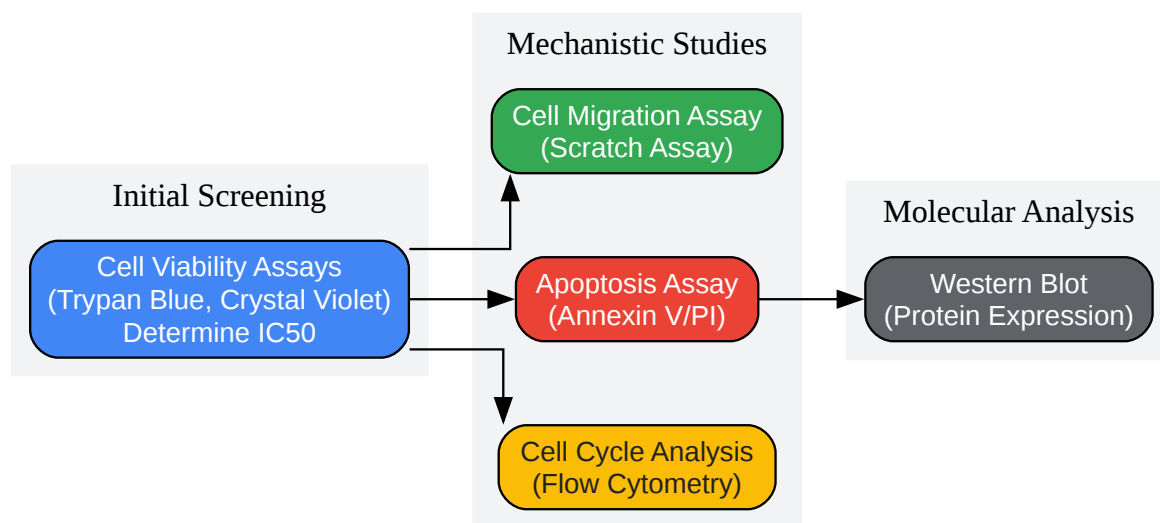 Initial Screening
Cell Viability Assays
(Trypan Blue, Crystal Violet)
Determine IC50
Mechanistic Studies
Cell Migration Assay
(Scratch Assay)
Apoptosis Assay
(Annexin V/PI)
Cell Cycle Analysis
(Flow Cytometry)
Molecular Analysis
Western Blot
(Protein Expression)